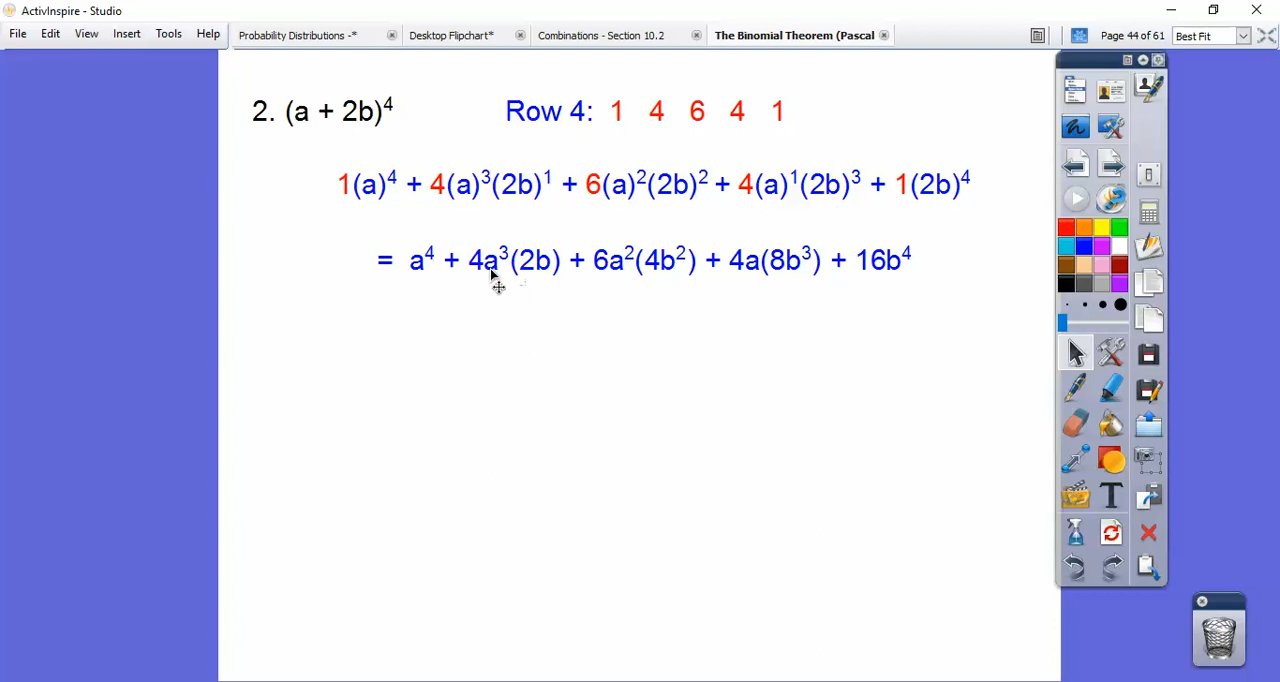 ActivInspire - Studio
File Edit View Insert Tools Help Probability Distributions -* Desktop Flipchart* Combinations - Section 10.2 The Binomial Theorem (Pascal Page 44 of 61 Best Fit
2. (a + 2b)⁴ Row 4: 1 4 6 4 1
1(a)⁴ + 4(a)³(2b)¹ + 6(a)²(2b)² + 4(a)¹(2b)³ + 1(2b)⁴
= a⁴ + 4a³(2b) + 6a²(4b²) + 4a(8b³) + 16b⁴